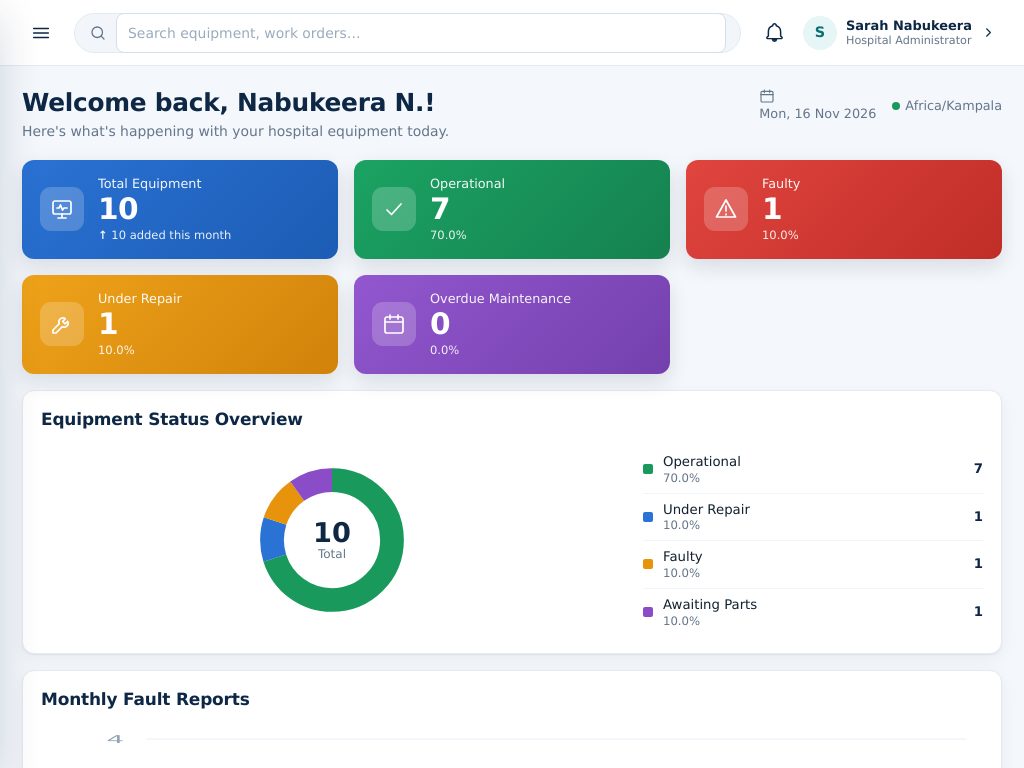 Search equipment, work orders...
S
Sarah Nabukeera
Hospital Administrator
Welcome back, Nabukeera N.!
Here's what's happening with your hospital equipment today.
Mon, 16 Nov 2026
Africa/Kampala
Total Equipment
10
↑ 10 added this month
Operational
7
70.0%
Faulty
1
10.0%
Under Repair
1
10.0%
Overdue Maintenance
0
0.0%
Equipment Status Overview
10
Total
Operational
70.0%
7
Under Repair
10.0%
1
Faulty
10.0%
1
Awaiting Parts
10.0%
1
Monthly Fault Reports
4